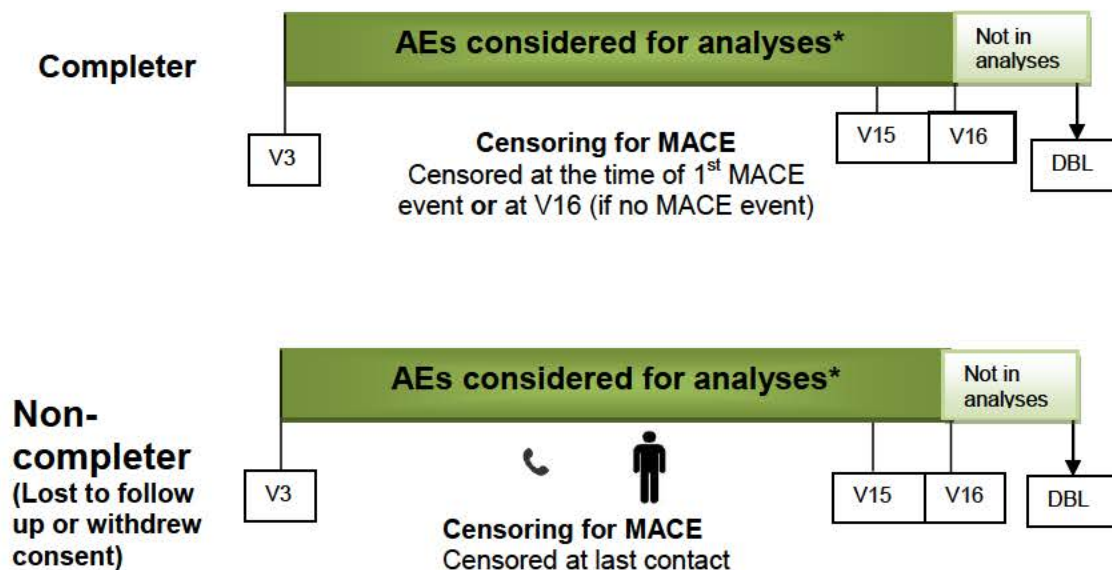 Completer
AEs considered for analyses*
Not in
analyses
V3
V15
V16
DBL
Censoring for MACE
Censored at the time of 1st MACE
event or at V16 (if no MACE event)
Non-
completer
(Lost to follow
up or withdrew
consent)
AEs considered for analyses*
Not in
analyses
V3
V15
V16
DBL
Censoring for MACE
Censored at last contact